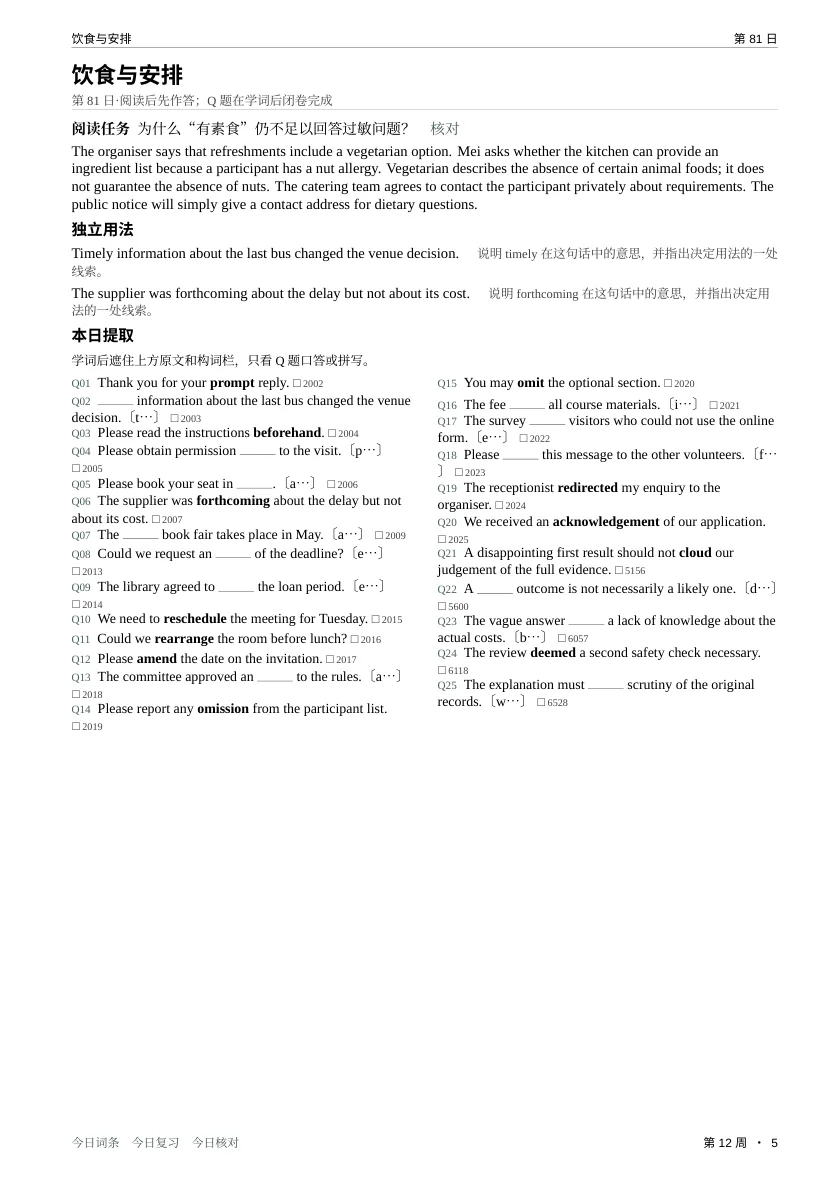 饮食与安排 第 81 日
饮食与安排
第 81 日·阅读后先作答；Q 题在学词后闭卷完成
阅读任务 为什么“有素食”仍不足以回答过敏问题？ 核对
The organiser says that refreshments include a vegetarian option. Mei asks whether the kitchen can provide an
ingredient list because a participant has a nut allergy. Vegetarian describes the absence of certain animal foods; it does
not guarantee the absence of nuts. The catering team agrees to contact the participant privately about requirements. The
public notice will simply give a contact address for dietary questions.
独立用法
Timely information about the last bus changed the venue decision. 说明 timely 在这句话中的意思，并指出决定用法的一处
线索。
The supplier was forthcoming about the delay but not about its cost. 说明 forthcoming 在这句话中的意思，并指出决定用
法的一处线索。
本日提取
学词后遮住上方原文和构词栏，只看 Q 题口答或拼写。
Q01 Thank you for your prompt reply. □ 2002
Q02 _____ information about the last bus changed the venue
decision.〔t···〕 □ 2003
Q03 Please read the instructions beforehand. □ 2004
Q04 Please obtain permission _____ to the visit.〔p···〕
□ 2005
Q05 Please book your seat in _____.〔a···〕 □ 2006
Q06 The supplier was forthcoming about the delay but not
about its cost. □ 2007
Q07 The _____ book fair takes place in May.〔a···〕 □ 2009
Q08 Could we request an _____ of the deadline?〔e···〕
□ 2013
Q09 The library agreed to _____ the loan period.〔e···〕
□ 2014
Q10 We need to reschedule the meeting for Tuesday. □ 2015
Q11 Could we rearrange the room before lunch? □ 2016
Q12 Please amend the date on the invitation. □ 2017
Q13 The committee approved an _____ to the rules.〔a···〕
□ 2018
Q14 Please report any omission from the participant list.
□ 2019
Q15 You may omit the optional section. □ 2020
Q16 The fee _____ all course materials.〔i···〕 □ 2021
Q17 The survey _____ visitors who could not use the online
form.〔e···〕 □ 2022
Q18 Please _____ this message to the other volunteers.〔f···
〕 □ 2023
Q19 The receptionist redirected my enquiry to the
organiser. □ 2024
Q20 We received an acknowledgement of our application.
□ 2025
Q21 A disappointing first result should not cloud our
judgement of the full evidence. □ 5156
Q22 A _____ outcome is not necessarily a likely one.〔d···〕
□ 5600
Q23 The vague answer _____ a lack of knowledge about the
actual costs.〔b···〕 □ 6057
Q24 The review deemed a second safety check necessary.
□ 6118
Q25 The explanation must _____ scrutiny of the original
records.〔w···〕 □ 6528
今日词条 今日复习 今日核对 第 12 周 · 5